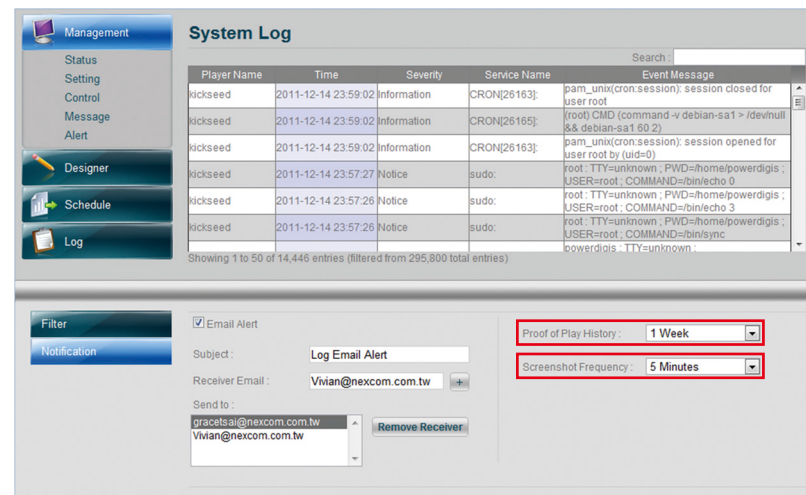 Management
Status
Setting
Control
Message
Alert
Designer
Schedule
Log
System Log
Search :
Player Name Time Severity Service Name Event Message
kickseed 2011-12-14 23:59:02 Information CRON[26163]: pam_unix(cron:session): session closed for
user root
kickseed 2011-12-14 23:59:02 Information CRON[26165]: (root) CMD (command -v debian-sa1 > /dev/null
&& debian-sa1 60 2)
kickseed 2011-12-14 23:59:02 Information CRON[26163]: pam_unix(cron:session): session opened for
user root by (uid=0)
kickseed 2011-12-14 23:57:27 Notice sudo: root : TTY=unknown ; PWD=/home/powerdigis ;
USER=root ; COMMAND=/bin/echo 0
kickseed 2011-12-14 23:57:26 Notice sudo: root : TTY=unknown ; PWD=/home/powerdigis ;
USER=root ; COMMAND=/bin/echo 3
kickseed 2011-12-14 23:57:26 Notice sudo: root : TTY=unknown ; PWD=/home/powerdigis ;
USER=root ; COMMAND=/bin/sync
powerdigis : TTY=unknown ;
Showing 1 to 50 of 14,446 entries (filtered from 295,800 total entries)
Filter
Notification
Email Alert
Subject : Log Email Alert
Receiver Email : Vivian@nexcom.com.tw +
Send to :
gracetsai@nexcom.com.tw
Vivian@nexcom.com.tw
Remove Receiver
Proof of Play History : 1 Week
Screenshot Frequency : 5 Minutes